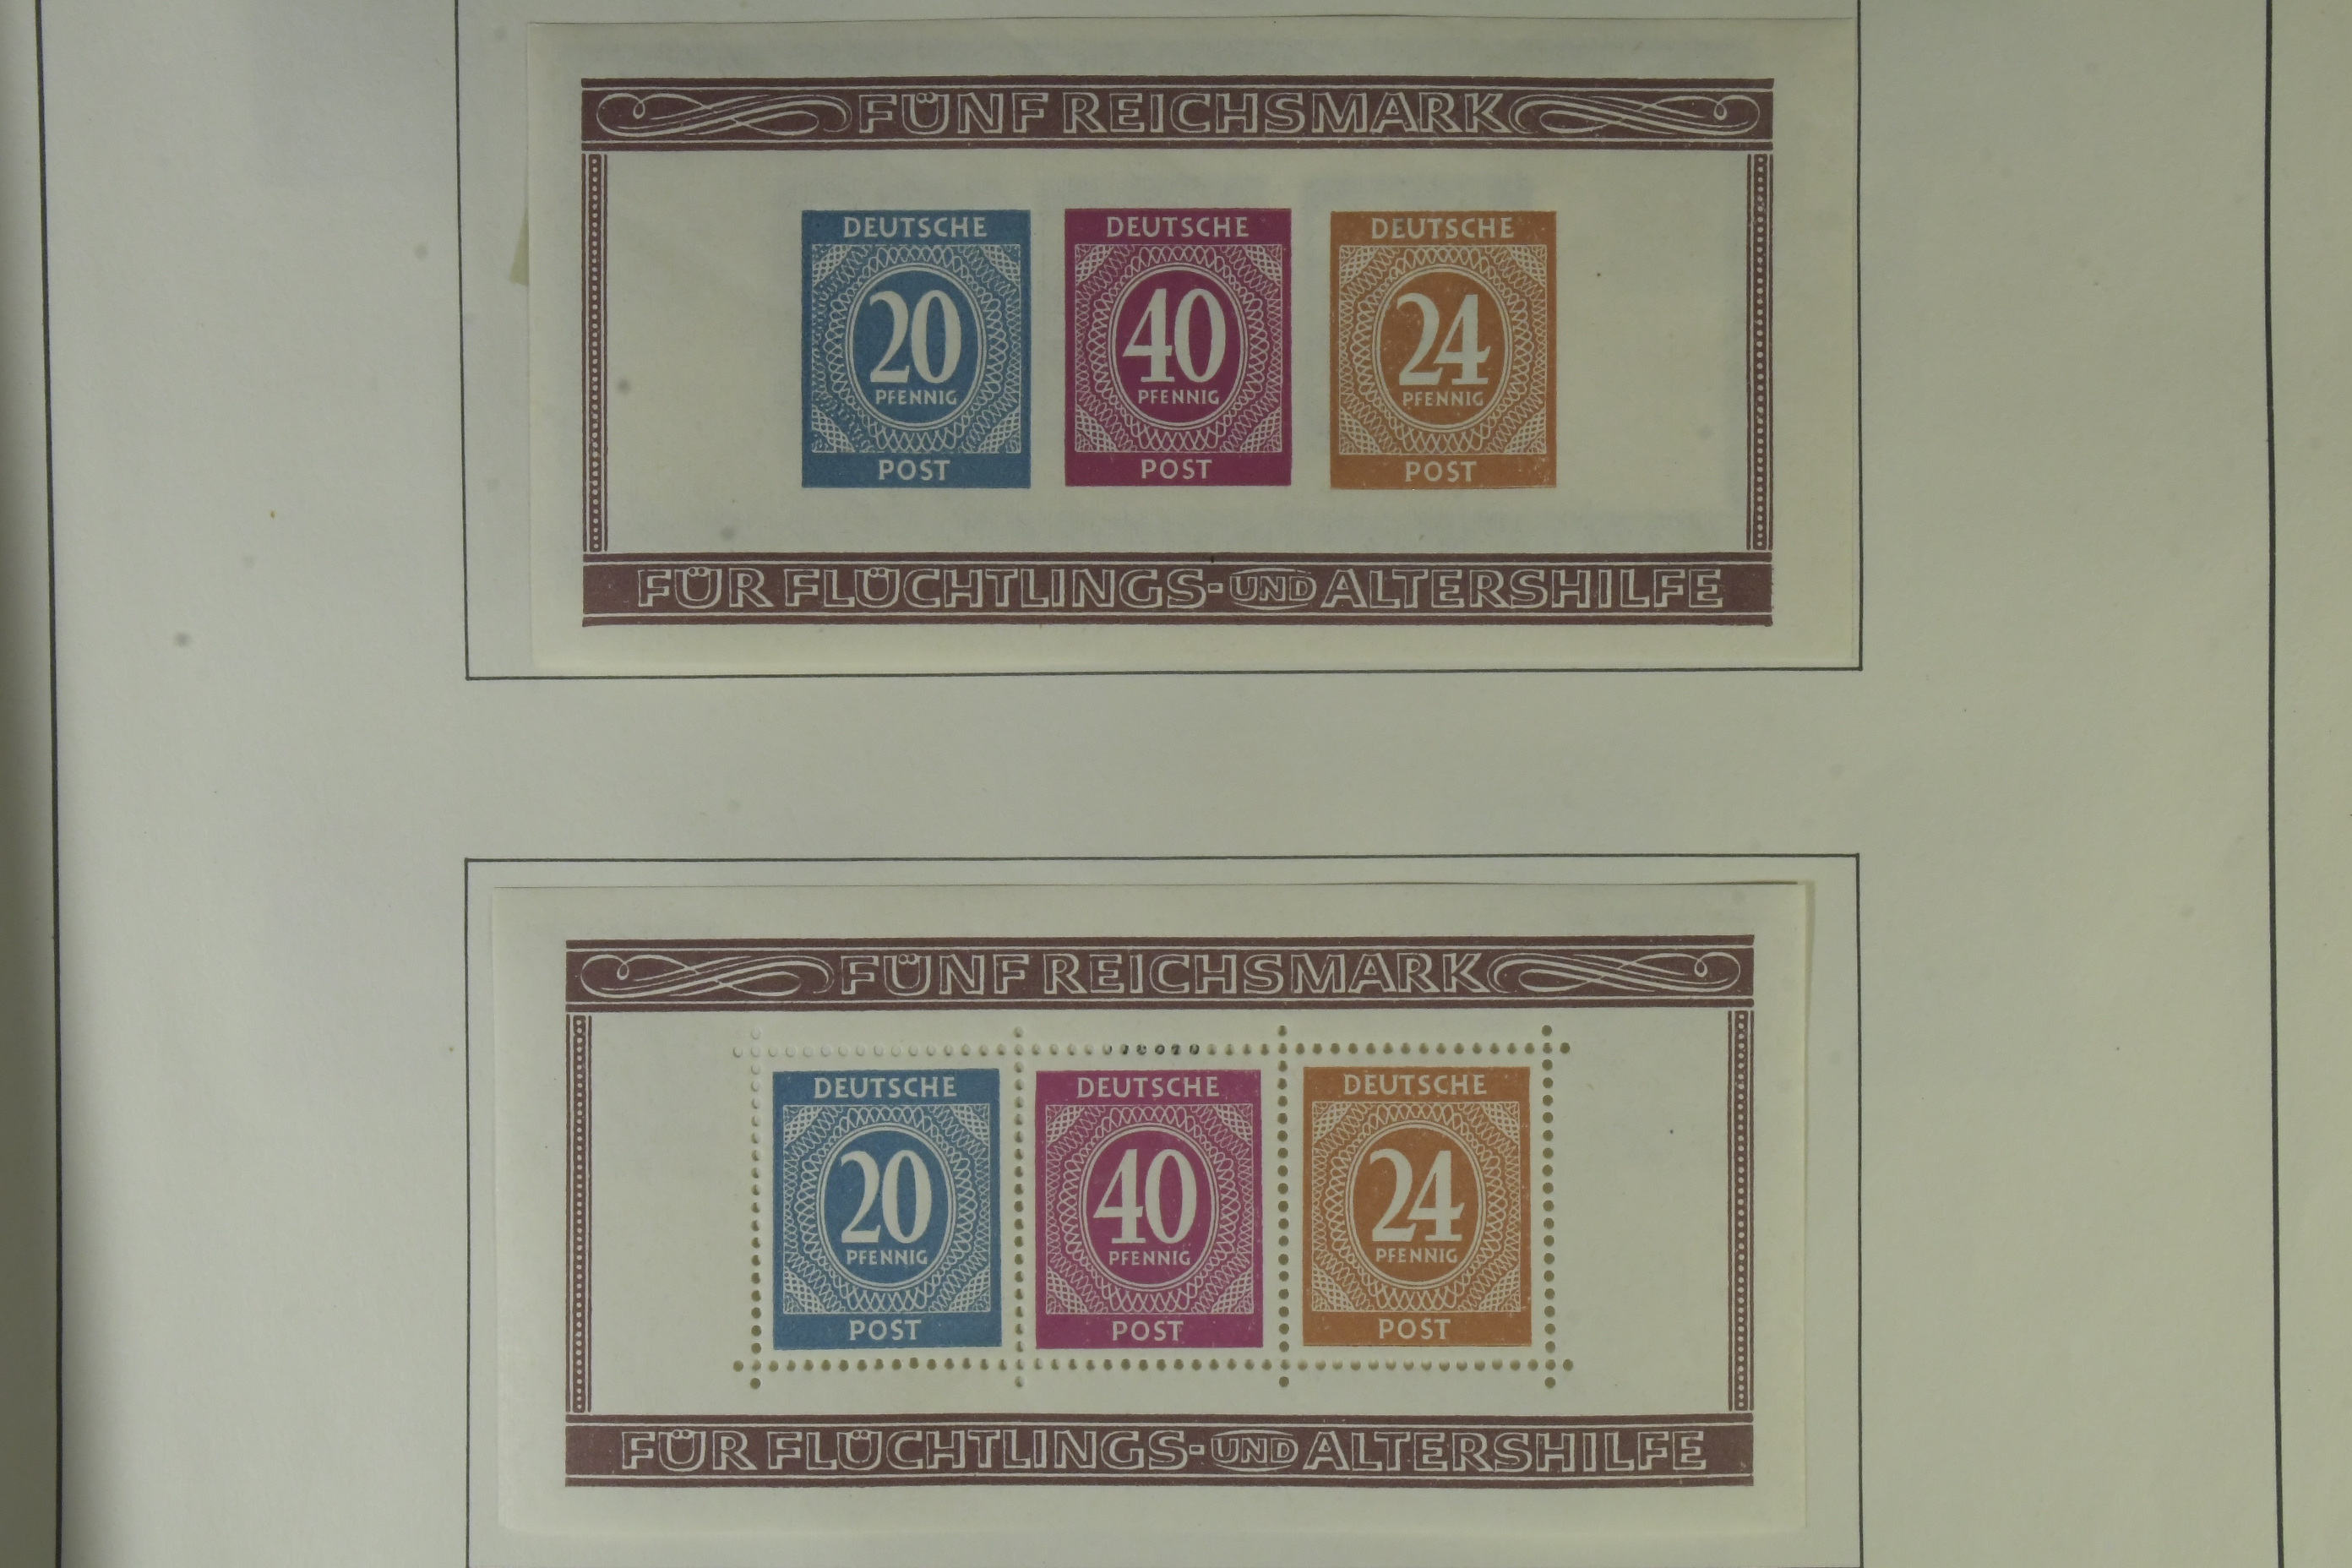 FÜNF REICHSMARK
DEUTSCHE DEUTSCHE DEUTSCHE
20 40 24
PFENNIG PFENNIG PFENNIG
POST POST POST
FÜR FLÜCHTLINGS-UND ALTERSHILFE
FÜNF REICHSMARK
DEUTSCHE DEUTSCHE DEUTSCHE
20 40 24
PFENNIG PFENNIG PFENNIG
POST POST POST
FÜR FLÜCHTLINGS-UND ALTERSHILFE